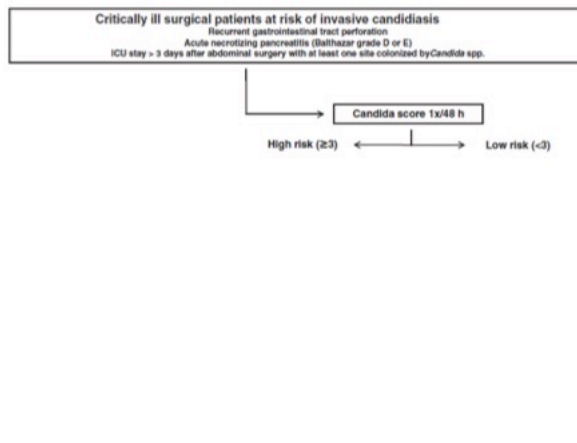 Critically ill surgical patients at risk of invasive candidiasis
Recurrent gastrointestinal tract perforation
Acute necrotizing pancreatitis (Balthazar grade D or E)
ICU stay > 3 days after abdominal surgery with at least one site colonized byCandida spp.
Candida score 1x/48 h
High risk (≥3)
Low risk (<3)